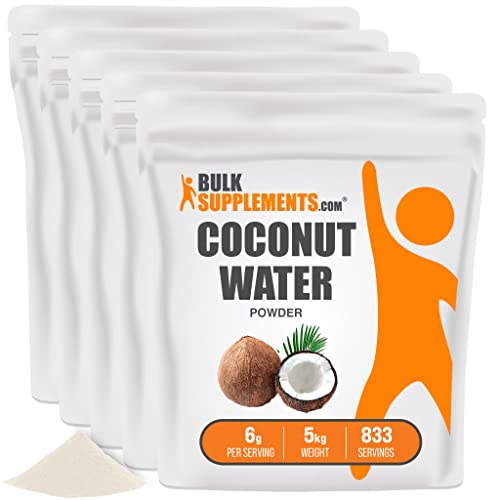 BULK
SUPPLEMENTS.COM®
COCONUT
WATER
POWDER
6g 5kg 833
PER SERVING WEIGHT SERVINGS